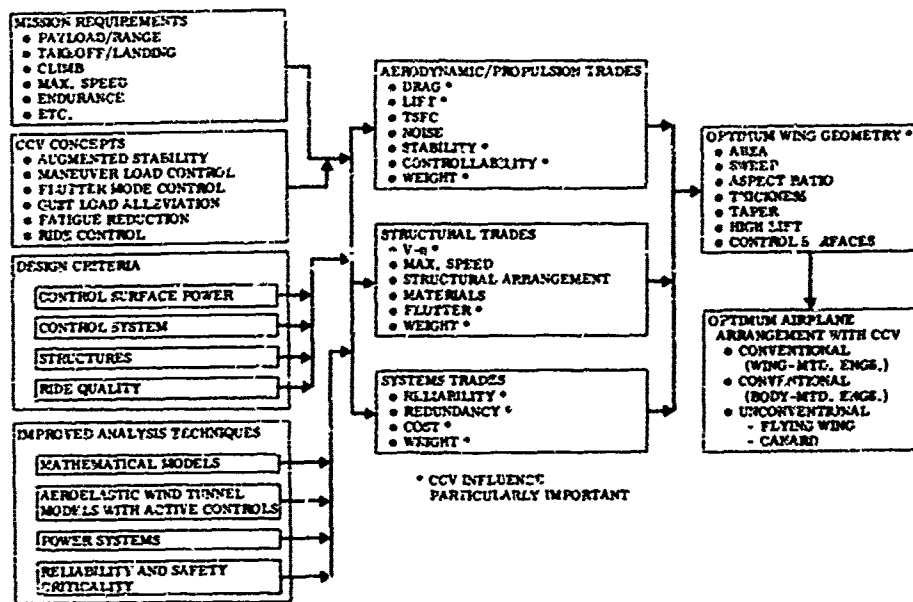 MISSION REQUIREMENTS
● PAYLOAD/RANGE
● TAKEOFF/LANDING
● CLIMB
● MAX. SPEED
● ENDURANCE
● ETC.
CCV CONCEPTS
● AUGMENTED STABILITY
● MANEUVER LOAD CONTROL
● FLUTTER MODE CONTROL
● GUST LOAD ALLEVIATION
● FATIGUE REDUCTION
● RIDE CONTROL
DESIGN CRITERIA
CONTROL SURFACE POWER
CONTROL SYSTEM
STRUCTURES
RIDE QUALITY
IMPROVED ANALYSIS TECHNIQUES
MATHEMATICAL MODELS
AEROELASTIC WIND TUNNEL
MODELS WITH ACTIVE CONTROLS
POWER SYSTEMS
RELIABILITY AND SAFETY
CRITICALITY
AERODYNAMIC/PROPULSION TRADES
● DRAG *
● LIFT *
● TSFC
● NOISE
● STABILITY *
● CONTROLLABILITY *
● WEIGHT *
STRUCTURAL TRADES
● MAX. SPEED
● STRUCTURAL ARRANGEMENT
● MATERIALS
● FLUTTER *
● WEIGHT *
SYSTEMS TRADES
● RELIABILITY *
● REDUNDANCY *
● COST *
● WEIGHT *
* CCV INFLUENCE
PARTICULARLY IMPORTANT
OPTIMUM WING GEOMETRY *
● AREA
● SWEEP
● ASPECT RATIO
● THICKNESS
● TAPER
● HIGH LIFT
● CONTROL
OPTIMUM AIRPLANE
ARRANGEMENT WITH CCV
● CONVENTIONAL
(WING-MTD. ENGS.)
● CONVENTIONAL
(BODY-MTD. ENGS.)
● UNCONVENTIONAL
- FLYING WING
- CANARD